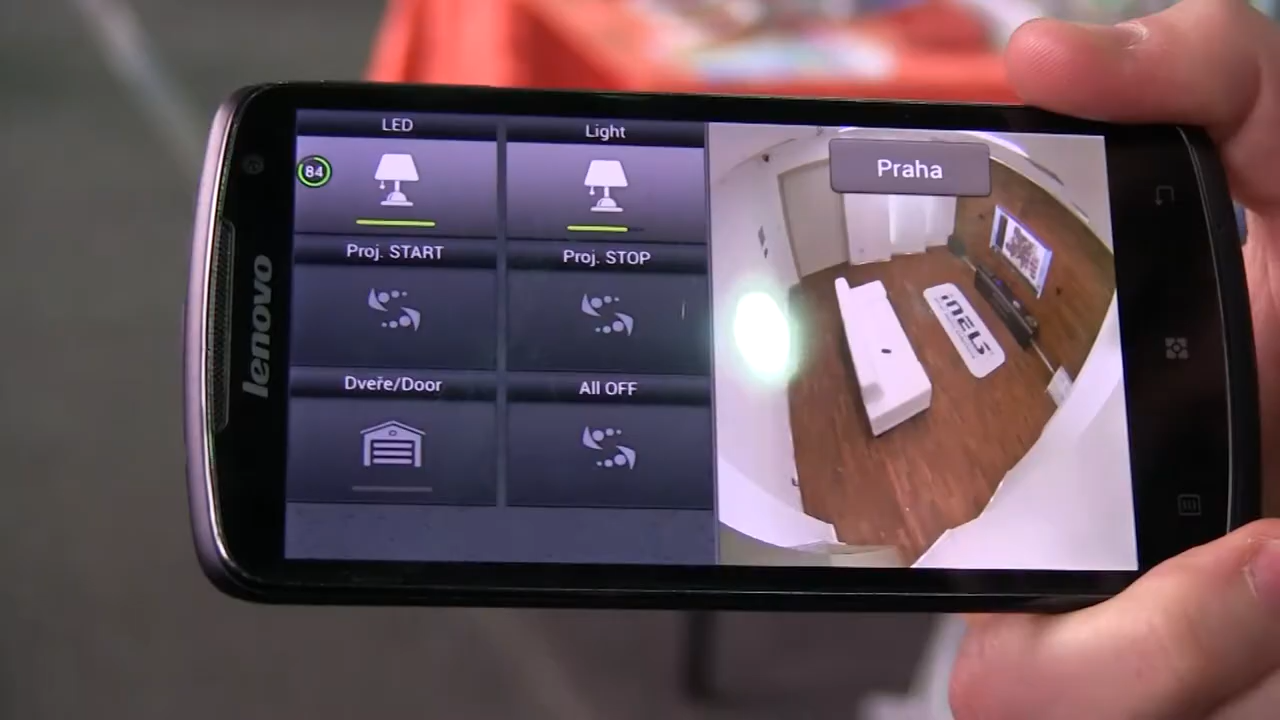 lenovo
LED
Light
84
Proj. START
Proj. STOP
Dveře/Door
All OFF
Praha
iNELS